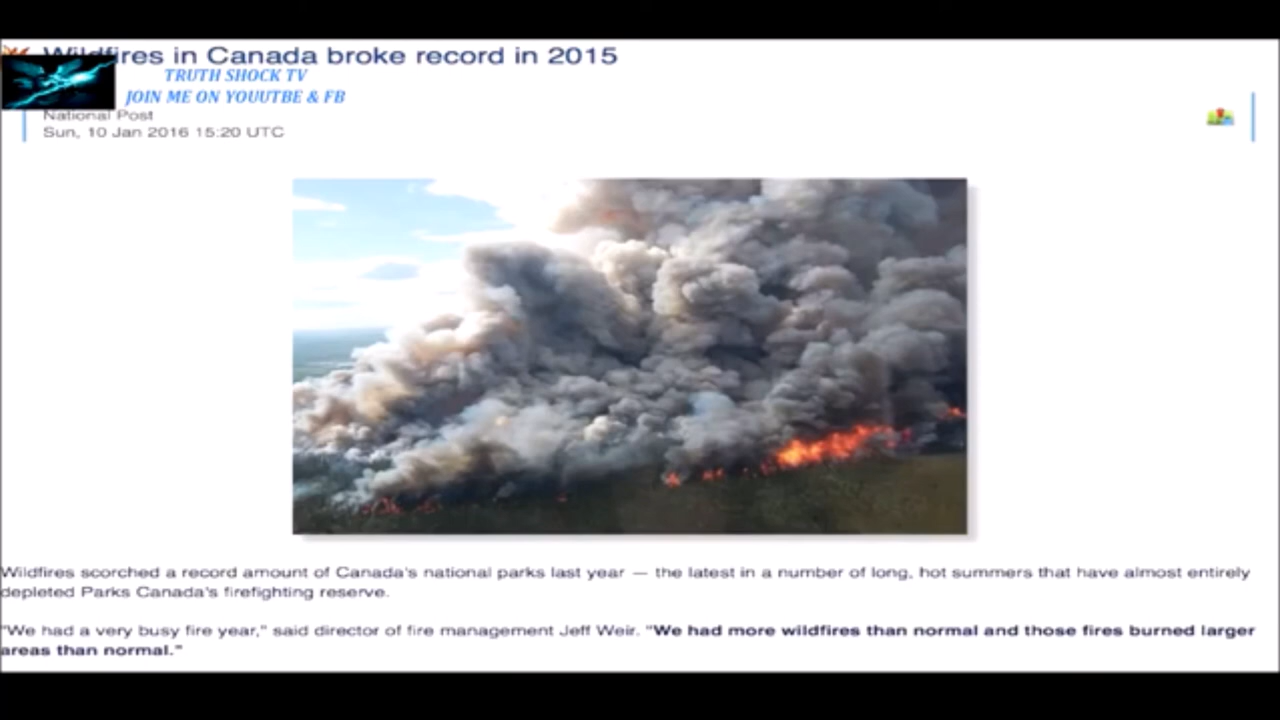 Wildfires in Canada broke record in 2015
TRUTH SHOCK TV
JOIN ME ON YOUUTBE & FB
National Post
Sun, 10 Jan 2016 15:20 UTC
Wildfires scorched a record amount of Canada's national parks last year — the latest in a number of long, hot summers that have almost entirely
depleted Parks Canada's firefighting reserve.
"We had a very busy fire year," said director of fire management Jeff Weir. "We had more wildfires than normal and those fires burned larger
areas than normal."